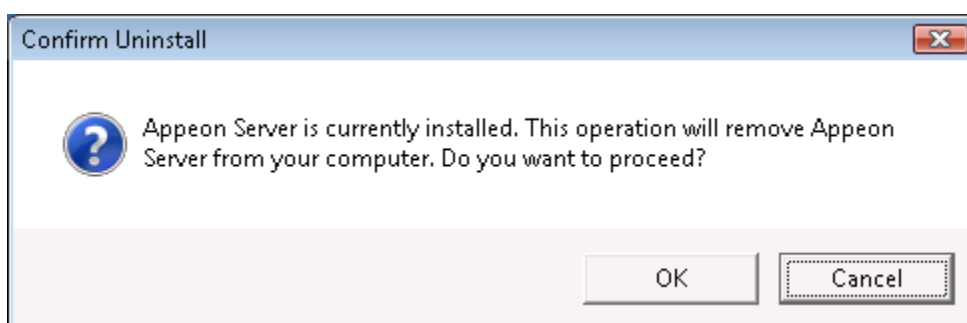 Confirm Uninstall
Appeon Server is currently installed. This operation will remove Appeon
Server from your computer. Do you want to proceed?
OK
Cancel